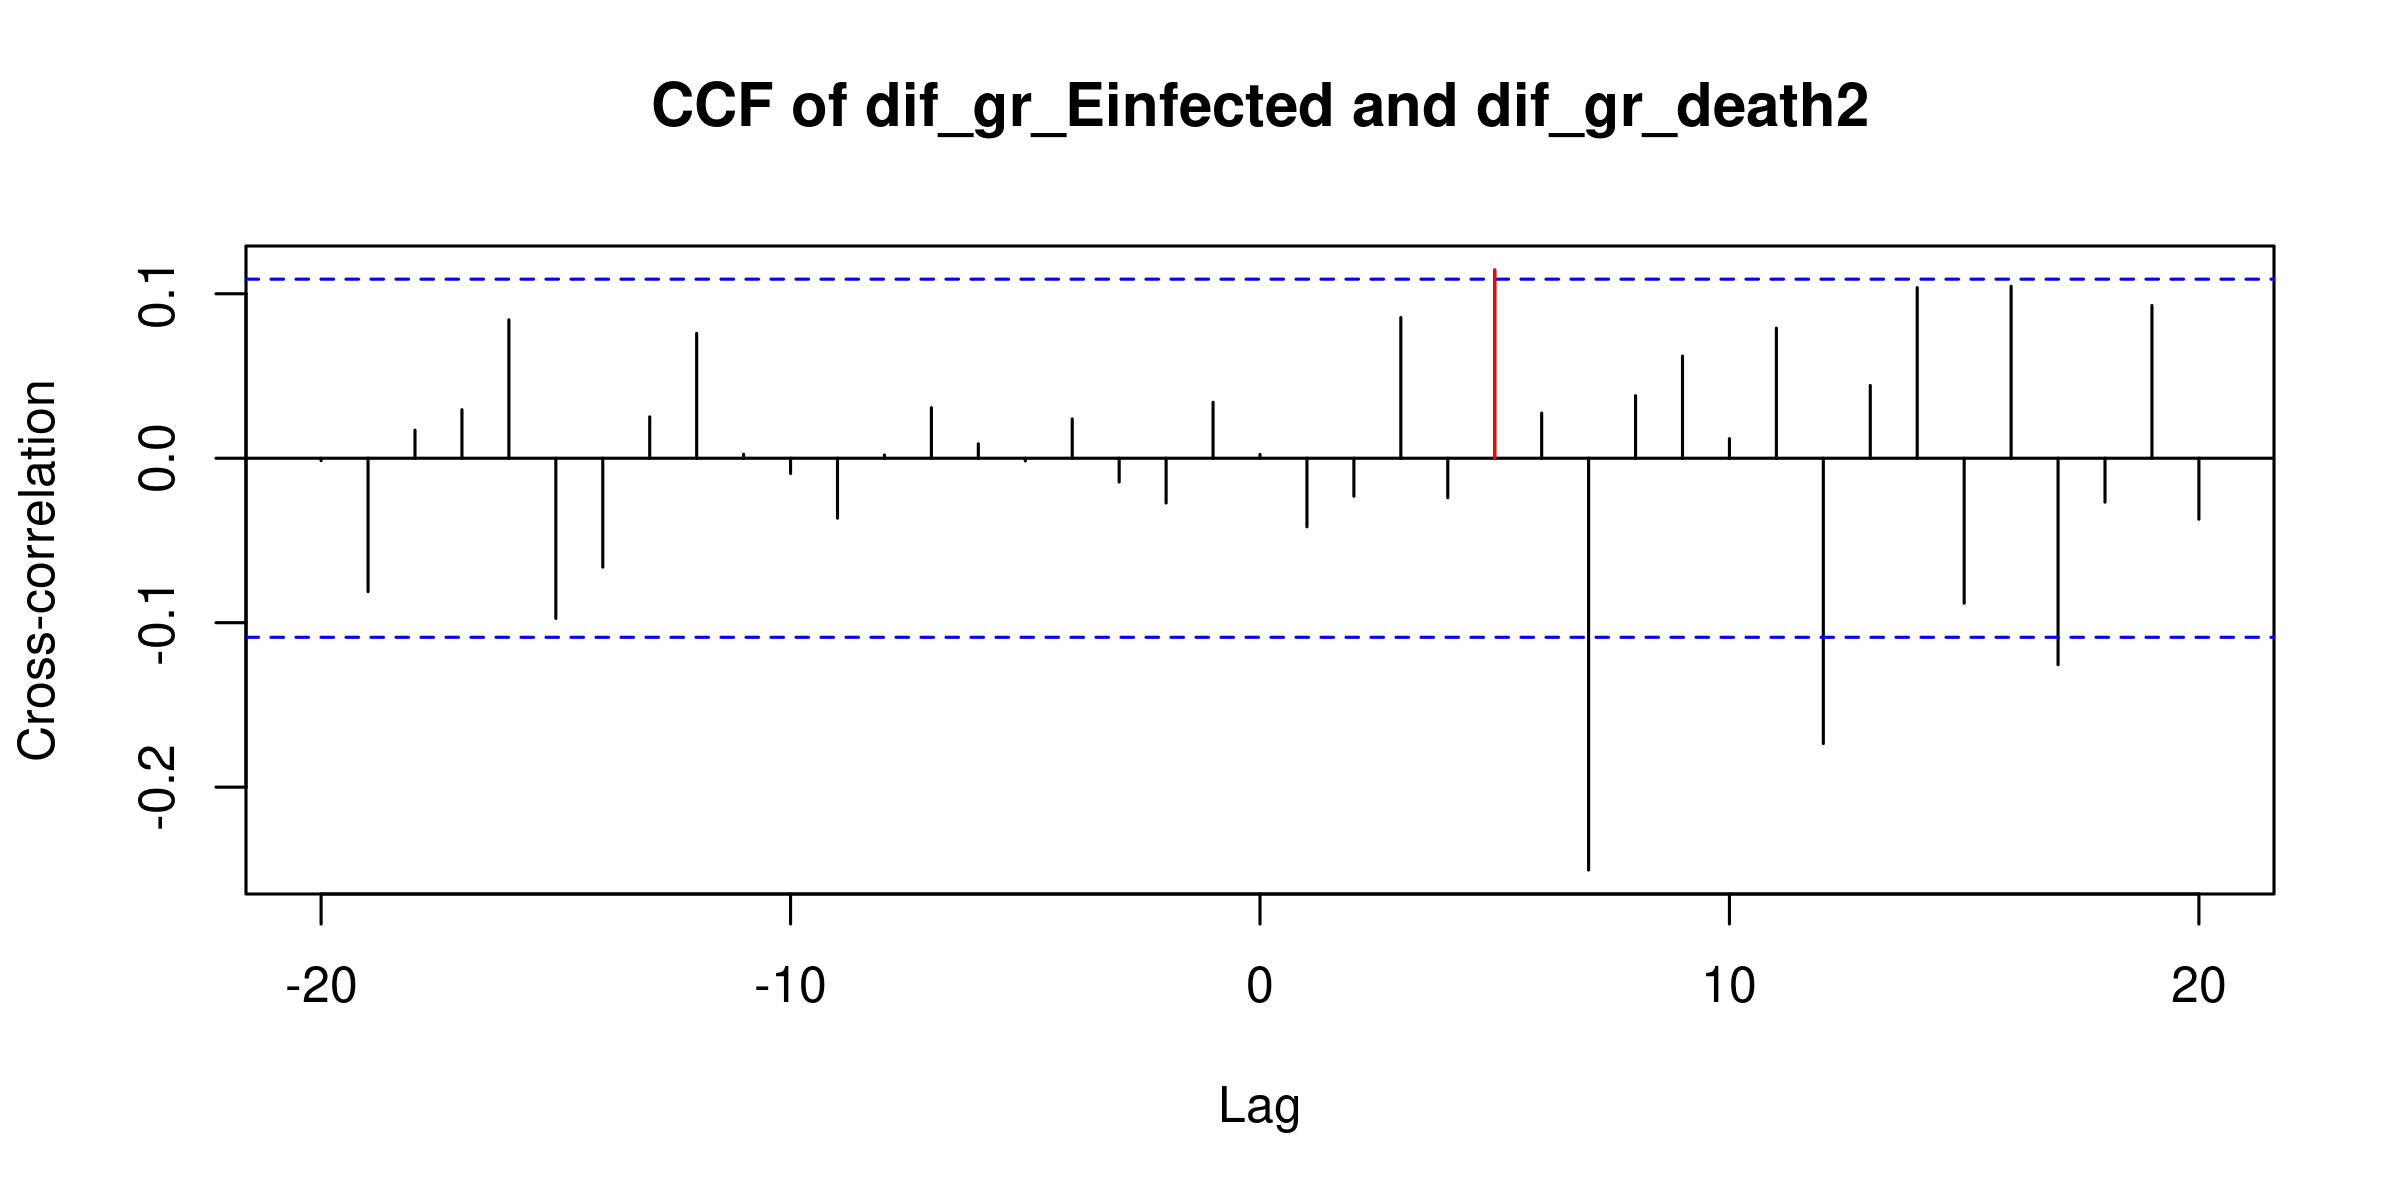 CCF of dif_gr_Einfected and dif_gr_death2
Cross-correlation
0.1
0.0
-0.1
-0.2
-20 -10 0 10 20
Lag